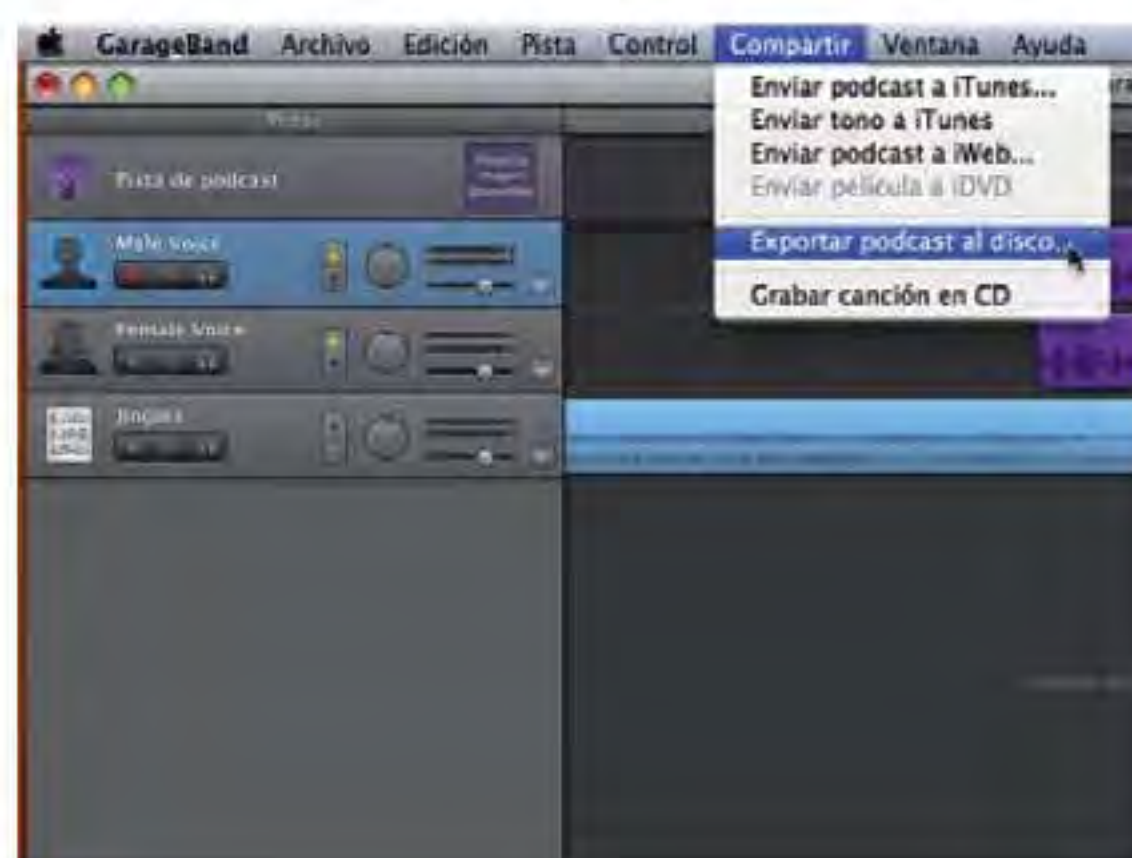 GarageBand Archivo Edición Pista Control Compartir Ventana Ayuda
Enviar podcast a iTunes...
Enviar tono a iTunes
Enviar podcast a iWeb...
Enviar película a iDVD
Exportar podcast al disco...
Grabar canción en CD
Pista de podcast
Male Voice
Female Voice
Jingles